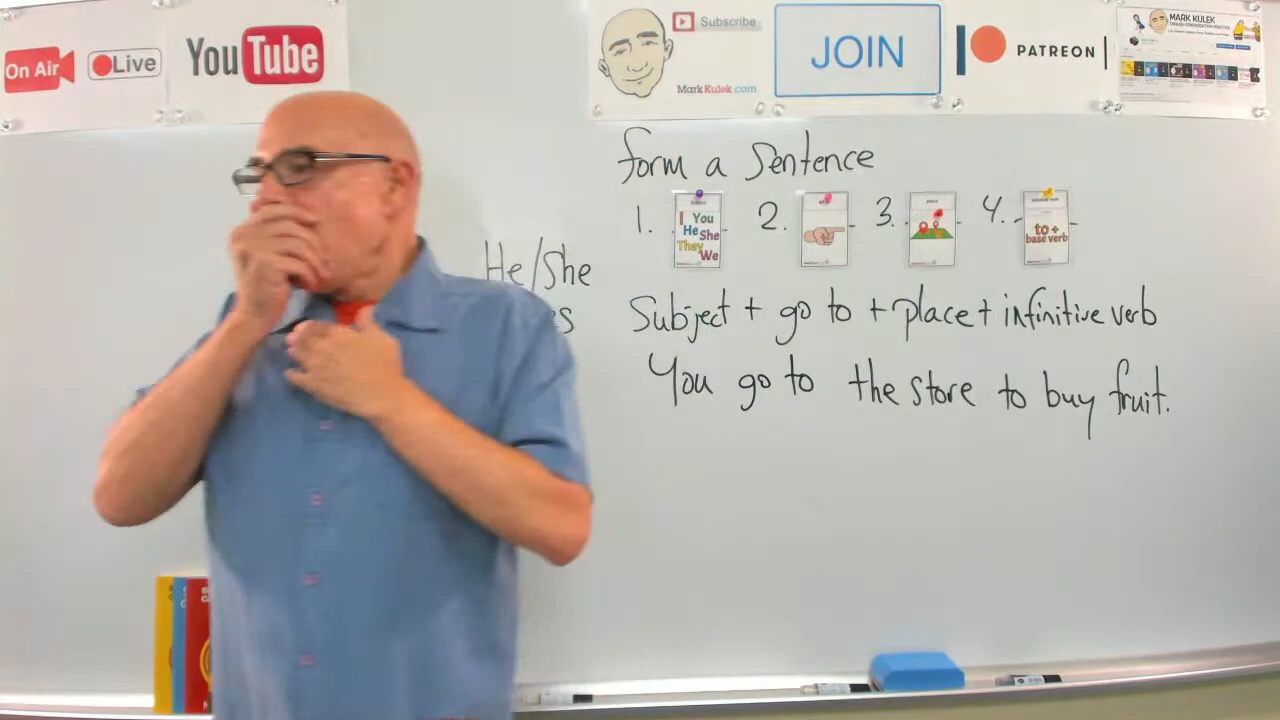 On Air
Live
YouTube
Subscribe
MarkKulek.com
JOIN
PATREON
MARK KULEK
form a Sentence
1. 2. 3. 4.
I You
He She
They We
place
to +
base verb
He/She
Subject + go to + place + infinitive verb
You go to the store to buy fruit.